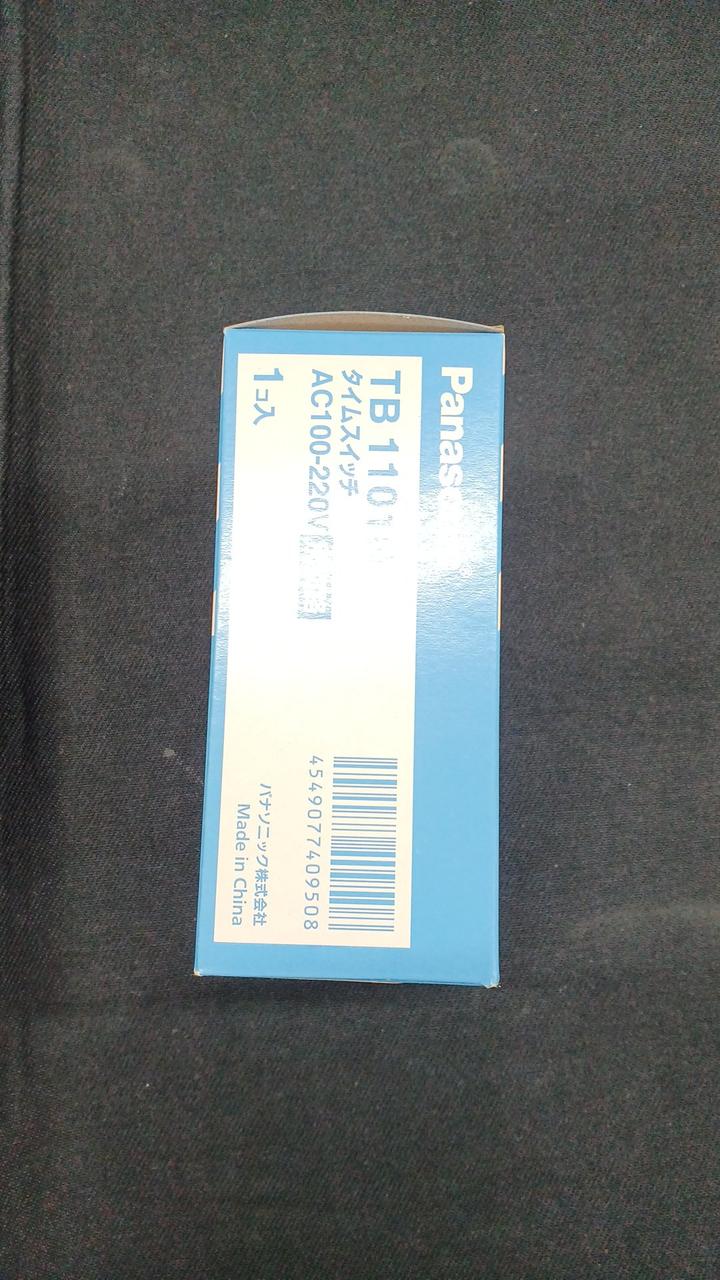 Panasonic
TB 1101
タイムスイッチ
AC100-220V
1コ入
4549077409508
パナソニック株式会社
Made in China